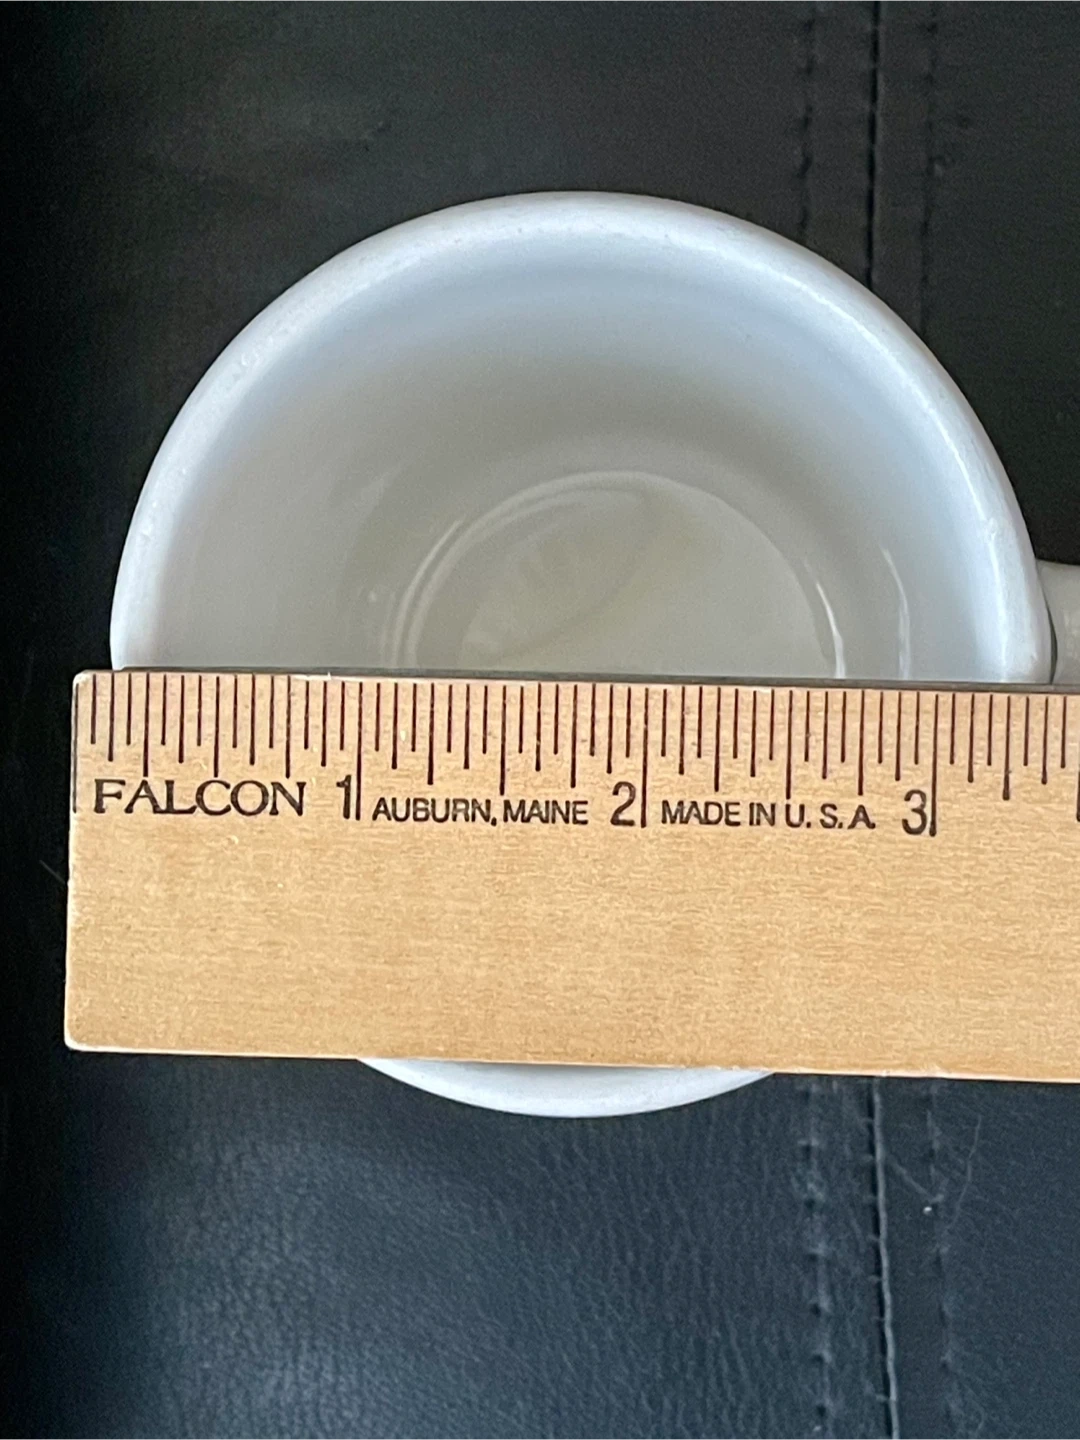 FALCON 1 AUBURN, MAINE 2 MADE IN U.S.A. 3